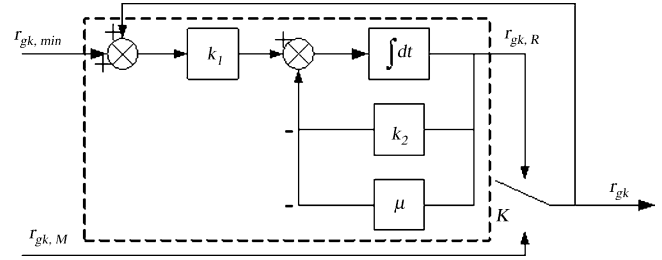 +
r_{gk, min}
+
k_1
+
∫dt
r_{gk, R}
-
k_2
-
μ
K
r_{gk}
r_{gk, M}